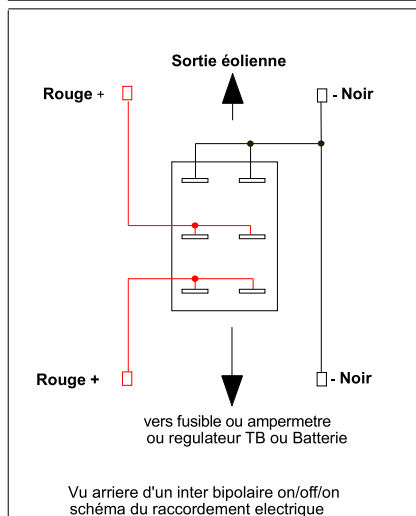 Sortie éolienne
Rouge +
- Noir
Rouge +
- Noir
vers fusible ou ampermetre
ou regulateur TB ou Batterie
Vu arriere d'un inter bipolaire on/off/on
schéma du raccordement electrique